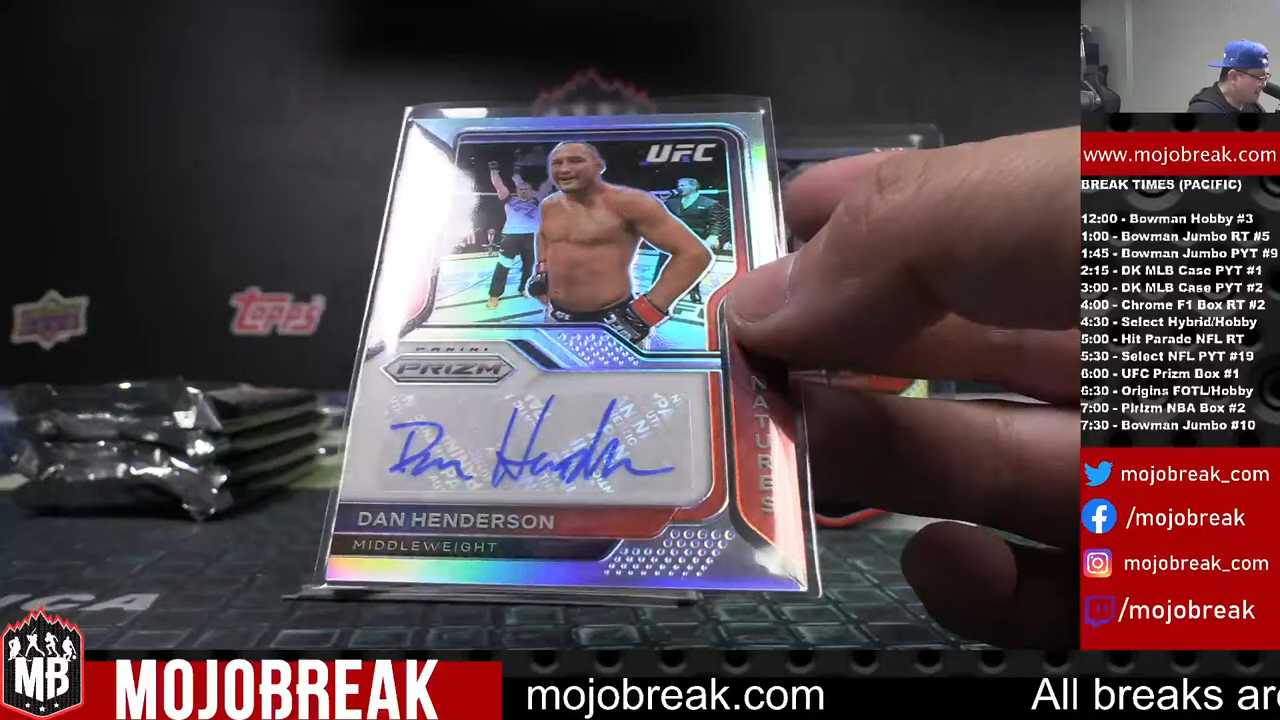 UFC
PANINI
PRIZM
Dan Henderson
NATURES
DAN HENDERSON
MIDDLEWEIGHT
topps
www.mojobreak.com
BREAK TIMES (PACIFIC)
12:00 - Bowman Hobby #3
1:00 - Bowman Jumbo RT #5
1:45 - Bowman Jumbo PYT #9
2:15 - DK MLB Case PYT #1
3:00 - DK MLB Case PYT #2
4:00 - Chrome F1 Box RT #2
4:30 - Select Hybrid/Hobby
5:00 - Hit Parade NFL RT
5:30 - Select NFL PYT #19
6:00 - UFC Prizm Box #1
6:30 - Origins FOTL/Hobby
7:00 - Pirizm NBA Box #2
7:30 - Bowman Jumbo #10
mojobreak_com
/mojobreak
mojobreak_com
/mojobreak
MB
MOJOBREAK
mojobreak.com
All breaks ar